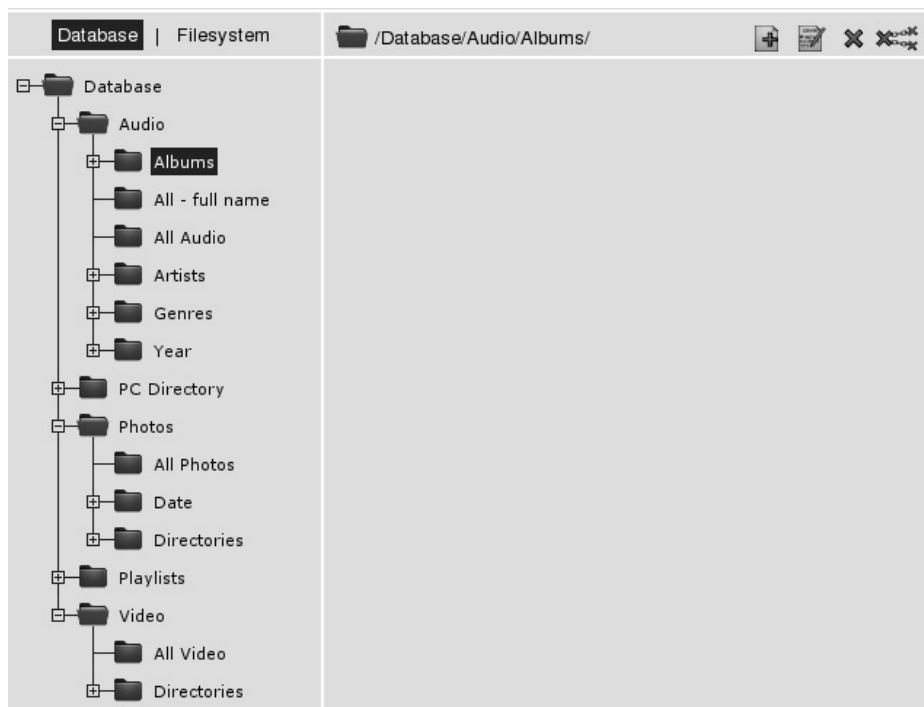 Database | Filesystem
/Database/Audio/Albums/
Database
Audio
Albums
All - full name
All Audio
Artists
Genres
Year
PC Directory
Photos
All Photos
Date
Directories
Playlists
Video
All Video
Directories